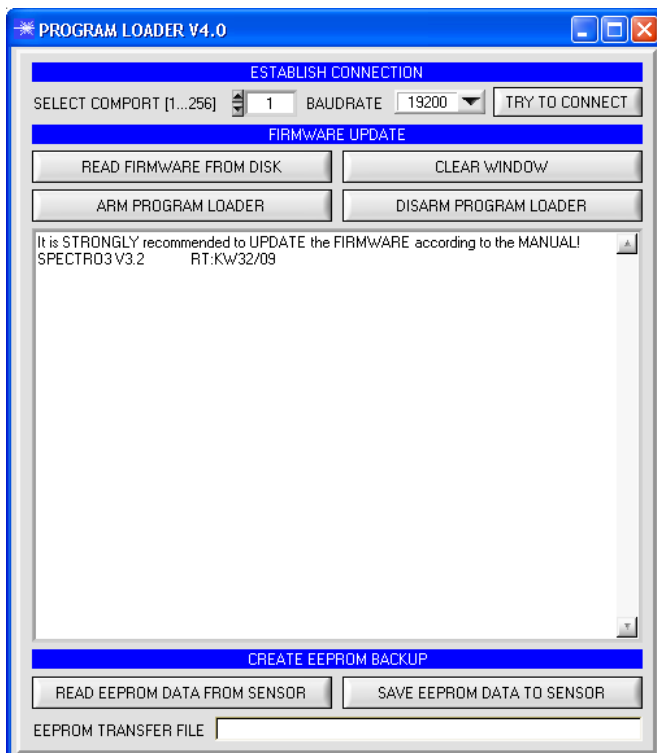 PROGRAM LOADER V4.0
ESTABLISH CONNECTION
SELECT COMPORT [1...256] 1 BAUDRATE 19200 TRY TO CONNECT
FIRMWARE UPDATE
READ FIRMWARE FROM DISK CLEAR WINDOW
ARM PROGRAM LOADER DISARM PROGRAM LOADER
It is STRONGLY recommended to UPDATE the FIRMWARE according to the MANUAL!
SPECTRO3 V3.2 RT:KW32/09
CREATE EEPROM BACKUP
READ EEPROM DATA FROM SENSOR SAVE EEPROM DATA TO SENSOR
EEPROM TRANSFER FILE